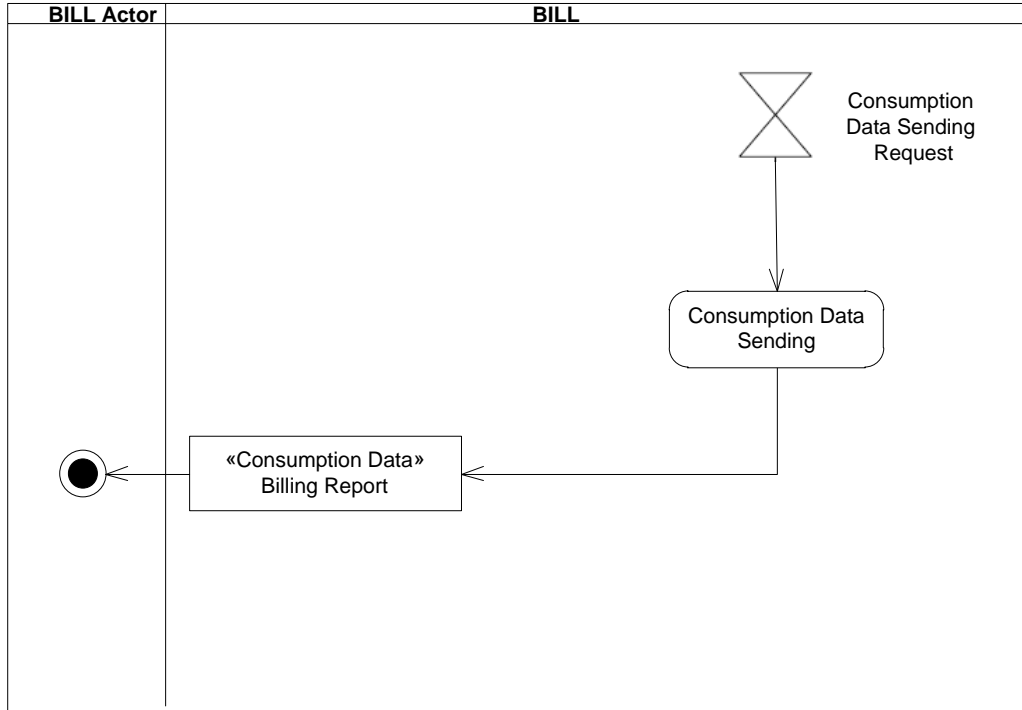 BILL Actor
BILL
Consumption
Data Sending
Request
Consumption Data
Sending
«Consumption Data»
Billing Report